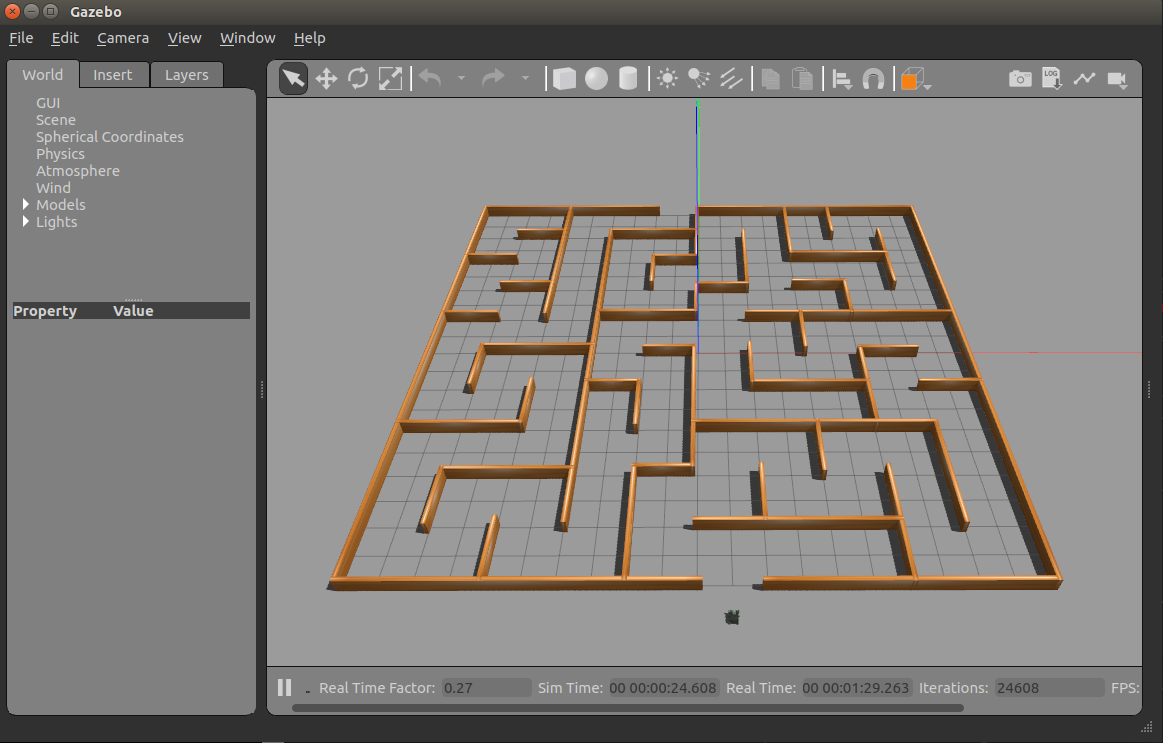 Gazebo
File Edit Camera View Window Help
World Insert Layers
LOG
GUI
Scene
Spherical Coordinates
Physics
Atmosphere
Wind
Models
Lights
Property Value
Real Time Factor: 0.27 Sim Time: 00 00:00:24.608 Real Time: 00 00:01:29.263 Iterations: 24608 FPS: